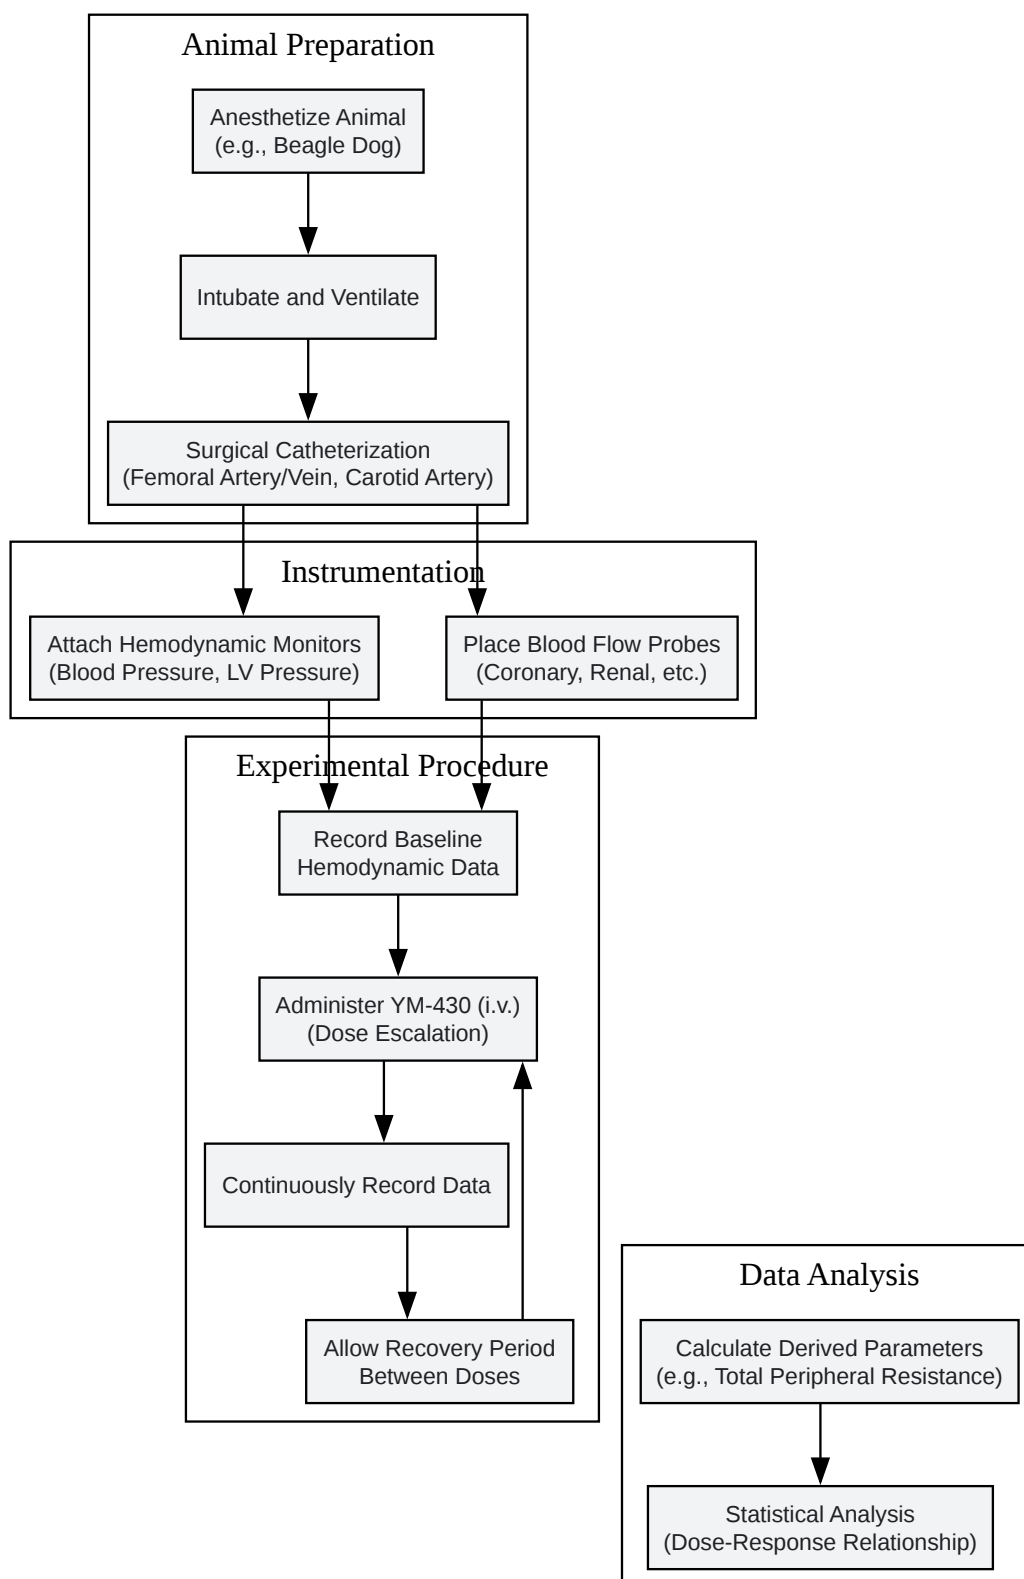 Animal Preparation
Anesthetize Animal
(e.g., Beagle Dog)
Intubate and Ventilate
Surgical Catheterization
(Femoral Artery/Vein, Carotid Artery)
Instrumentation
Attach Hemodynamic Monitors
(Blood Pressure, LV Pressure)
Place Blood Flow Probes
(Coronary, Renal, etc.)
Experimental Procedure
Record Baseline
Hemodynamic Data
Administer YM-430 (i.v.)
(Dose Escalation)
Continuously Record Data
Allow Recovery Period
Between Doses
Data Analysis
Calculate Derived Parameters
(e.g., Total Peripheral Resistance)
Statistical Analysis
(Dose-Response Relationship)